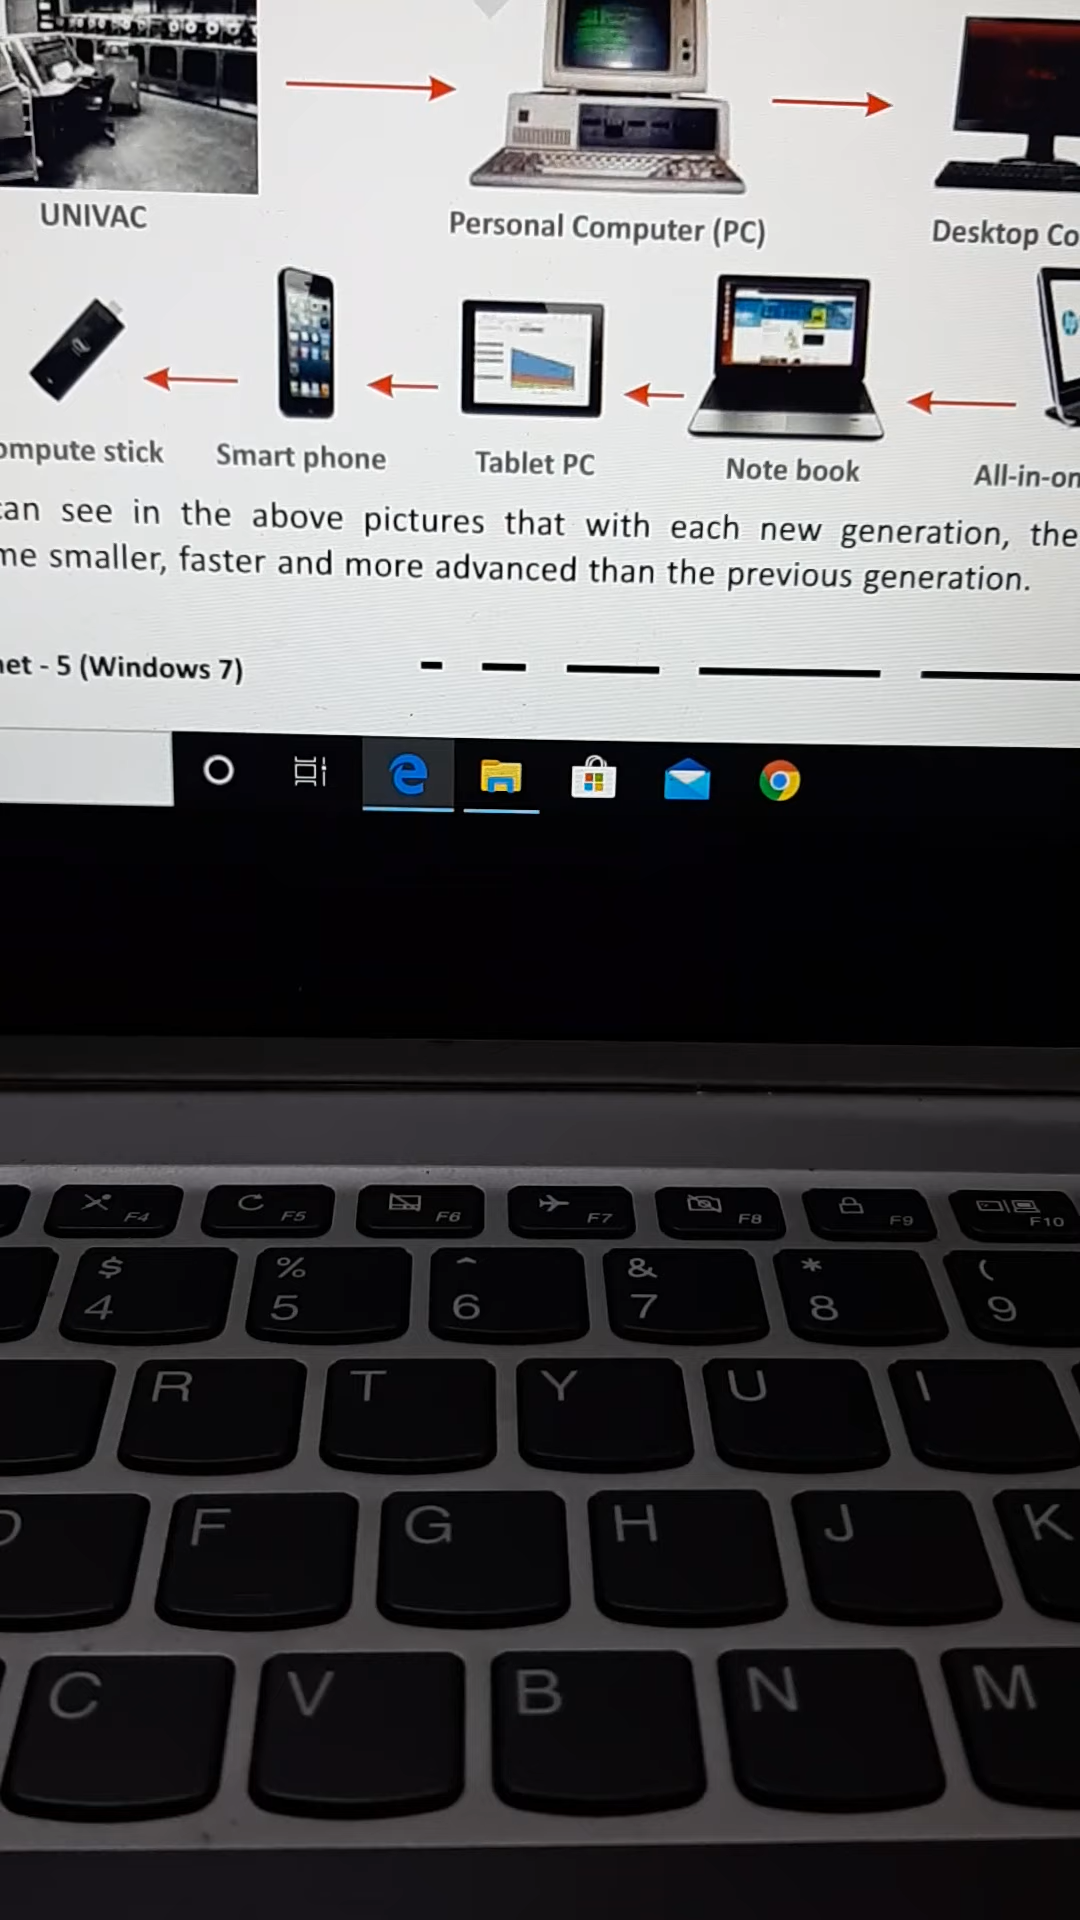 UNIVAC
Personal Computer (PC)
Desktop Co
ompute stick
Smart phone
Tablet PC
Note book
All-in-on
can see in the above pictures that with each new generation, the
me smaller, faster and more advanced than the previous generation.
net - 5 (Windows 7)
F4 F5 F6 F7 F8 F9 F10
$ % ^ & * (
4 5 6 7 8 9
R T Y U I
D F G H J K
C V B N M